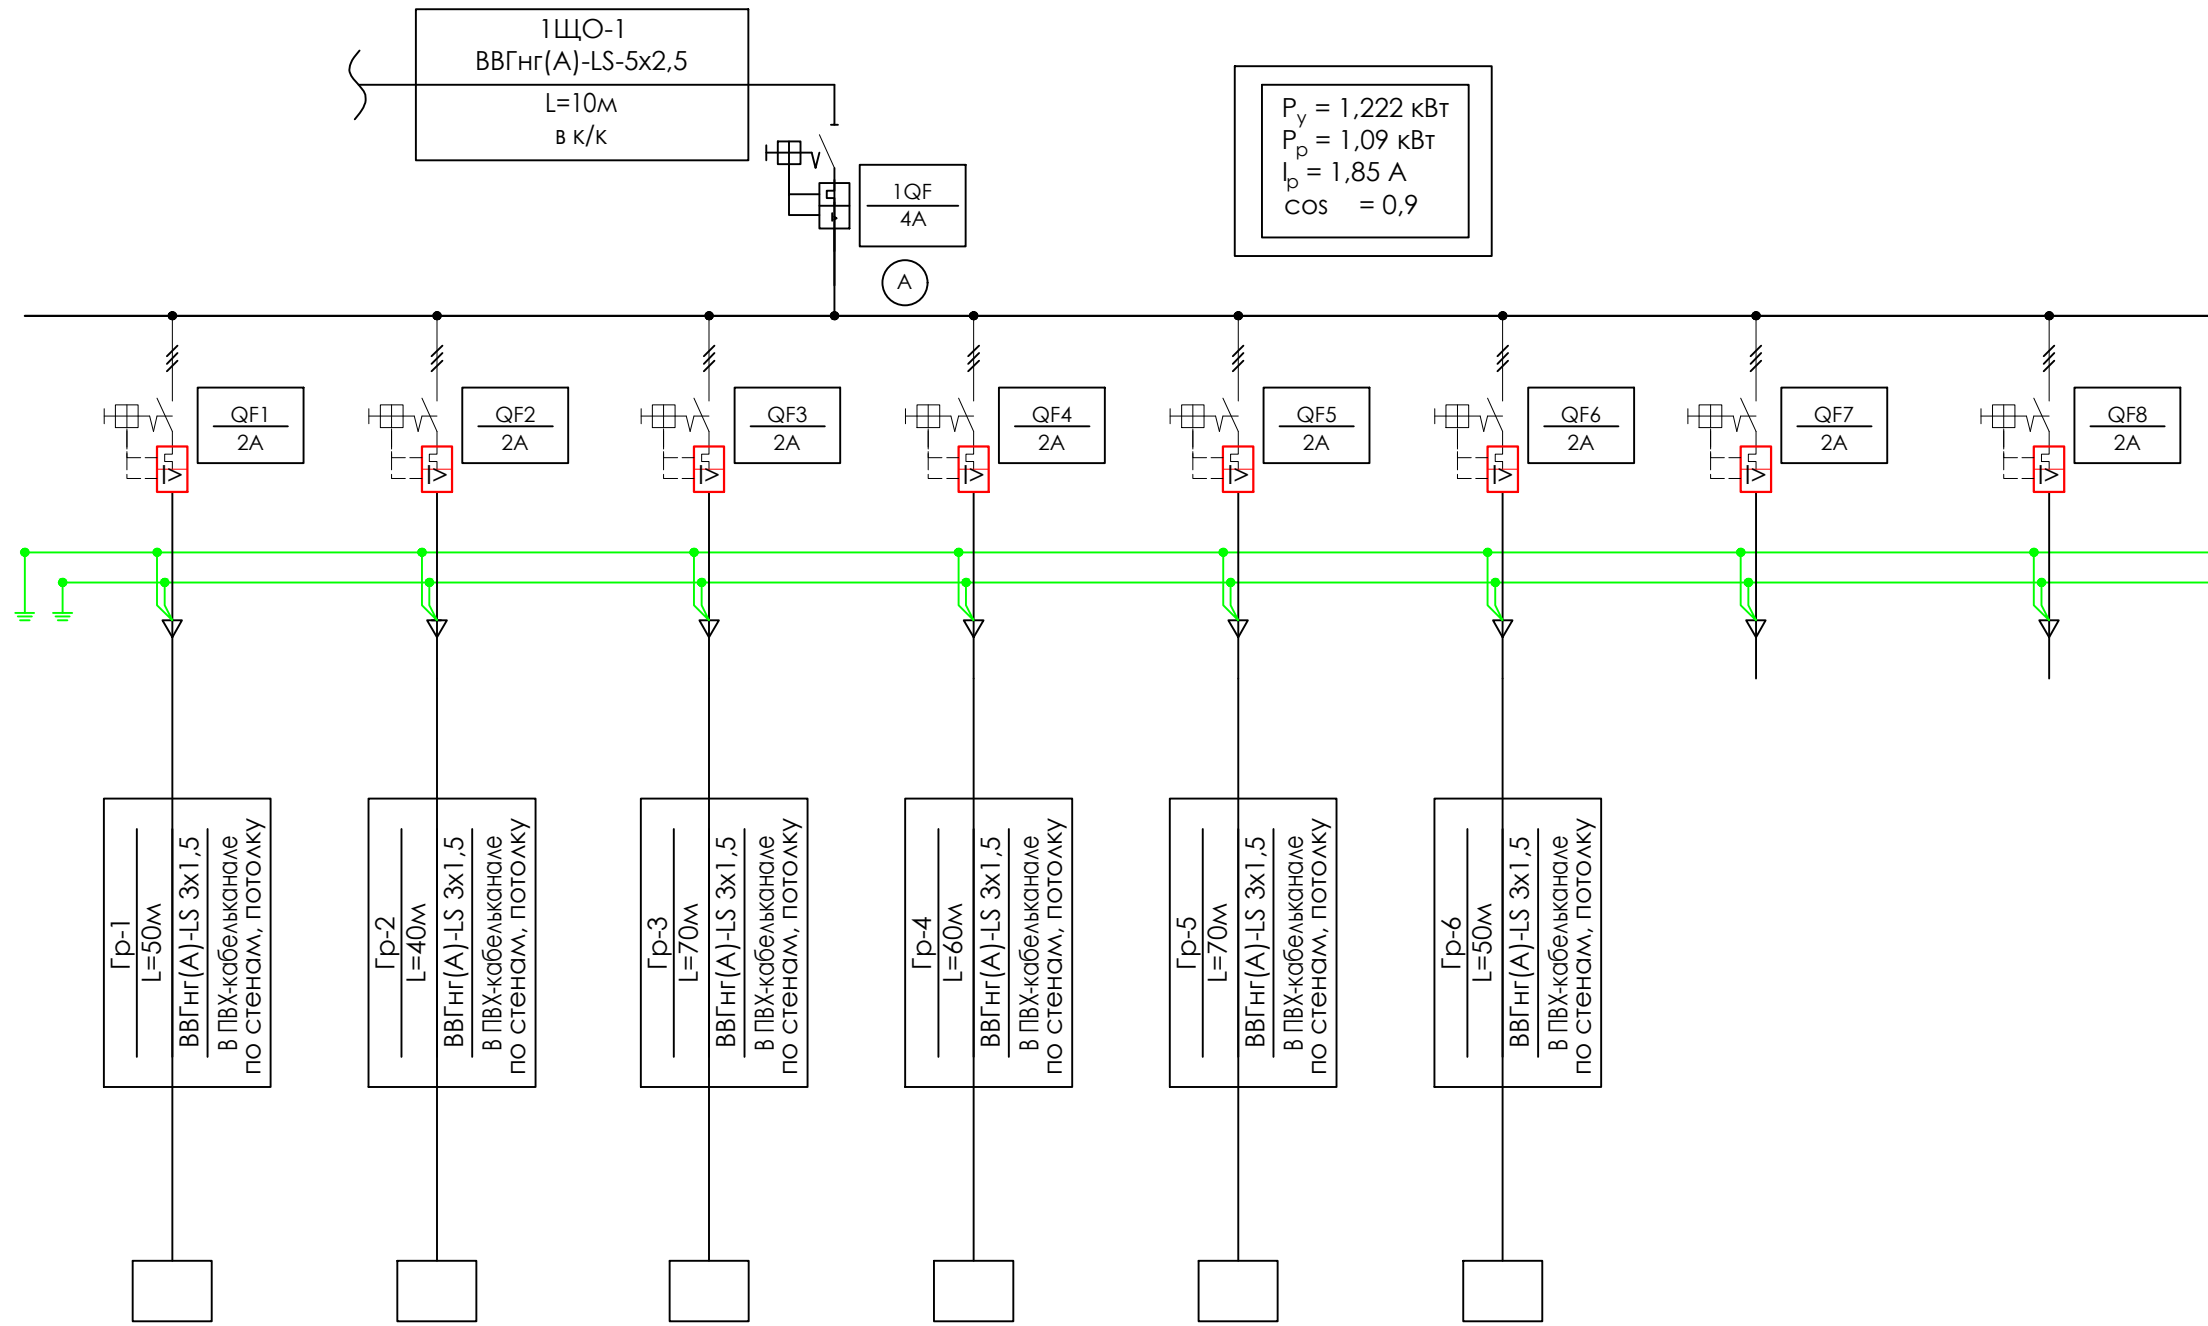 1ЩО-1
ВВГнг(А)-LS-5х2,5
L=10м
в к/к
1QF
4А
А
Pу = 1,222 кВт
Pр = 1,09 кВт
Iр = 1,85 А
cos = 0,9
QF1
2А
QF2
2А
QF3
2А
QF4
2А
QF5
2А
QF6
2А
QF7
2А
QF8
2А
Гр-1
L=50м
ВВГнг(А)-LS 3х1,5
В ПВХ-кабельканале
по стенам, потолку
Гр-2
L=40м
ВВГнг(А)-LS 3х1,5
В ПВХ-кабельканале
по стенам, потолку
Гр-3
L=70м
ВВГнг(А)-LS 3х1,5
В ПВХ-кабельканале
по стенам, потолку
Гр-4
L=60м
ВВГнг(А)-LS 3х1,5
В ПВХ-кабельканале
по стенам, потолку
Гр-5
L=70м
ВВГнг(А)-LS 3х1,5
В ПВХ-кабельканале
по стенам, потолку
Гр-6
L=50м
ВВГнг(А)-LS 3х1,5
В ПВХ-кабельканале
по стенам, потолку